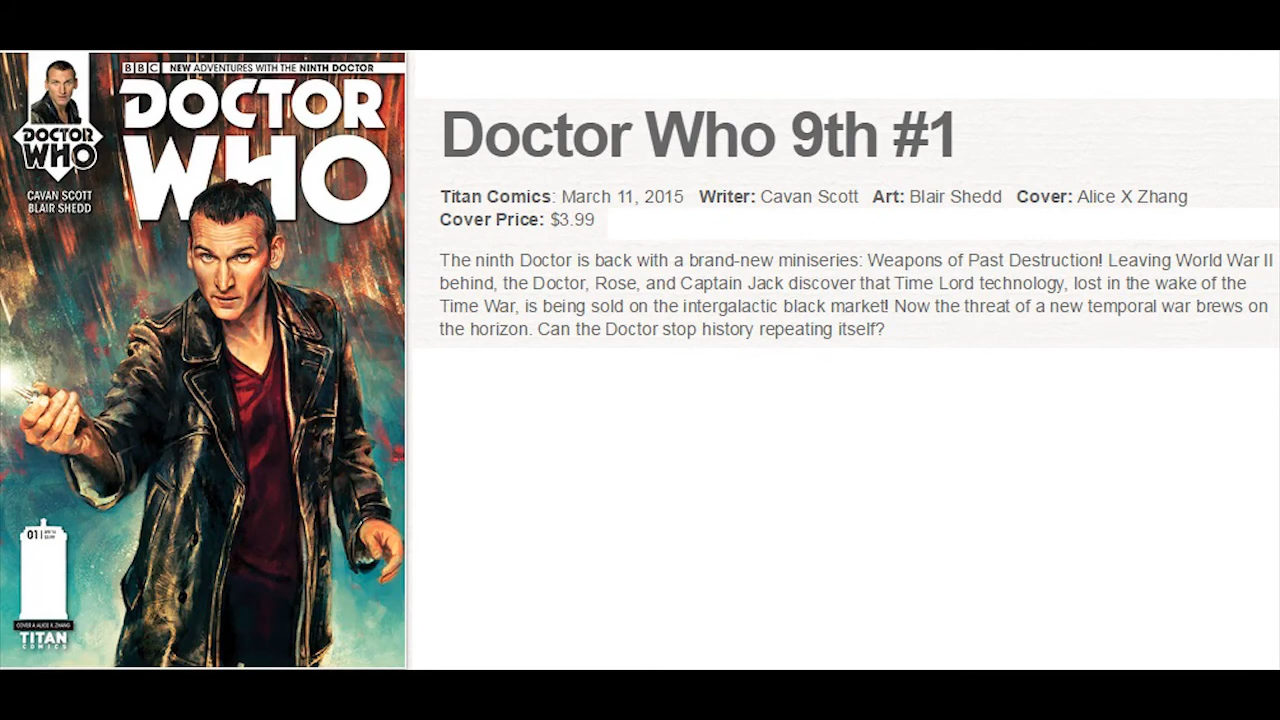 BBC NEW ADVENTURES WITH THE NINTH DOCTOR
DOCTOR
WHO
DOCTOR
WHO
CAVAN SCOTT
BLAIR SHEDD
01
COVER A ALICE X. ZHANG
TITAN
COMICS
Doctor Who 9th #1
Titan Comics: March 11, 2015 Writer: Cavan Scott Art: Blair Shedd Cover: Alice X Zhang
Cover Price: $3.99
The ninth Doctor is back with a brand-new miniseries: Weapons of Past Destruction! Leaving World War II
behind, the Doctor, Rose, and Captain Jack discover that Time Lord technology, lost in the wake of the
Time War, is being sold on the intergalactic black market! Now the threat of a new temporal war brews on
the horizon. Can the Doctor stop history repeating itself?